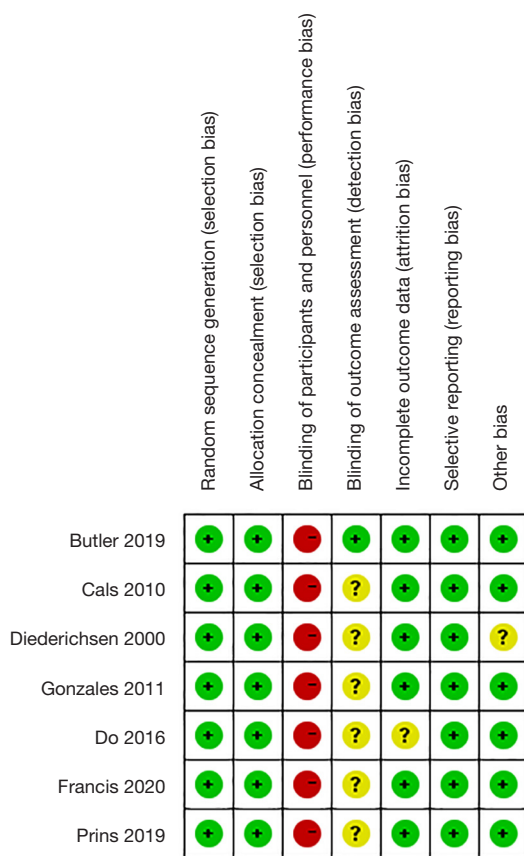 Random sequence generation (selection bias)
Allocation concealment (selection bias)
Blinding of participants and personnel (performance bias)
Blinding of outcome assessment (detection bias)
Incomplete outcome data (attrition bias)
Selective reporting (reporting bias)
Other bias
Butler 2019 + + - + + + +
Cals 2010 + + - ? + + +
Diederichsen 2000 + + - ? + + ?
Gonzales 2011 + + - ? + + +
Do 2016 + + - ? ? + +
Francis 2020 + + - ? + + +
Prins 2019 + + - ? + + +